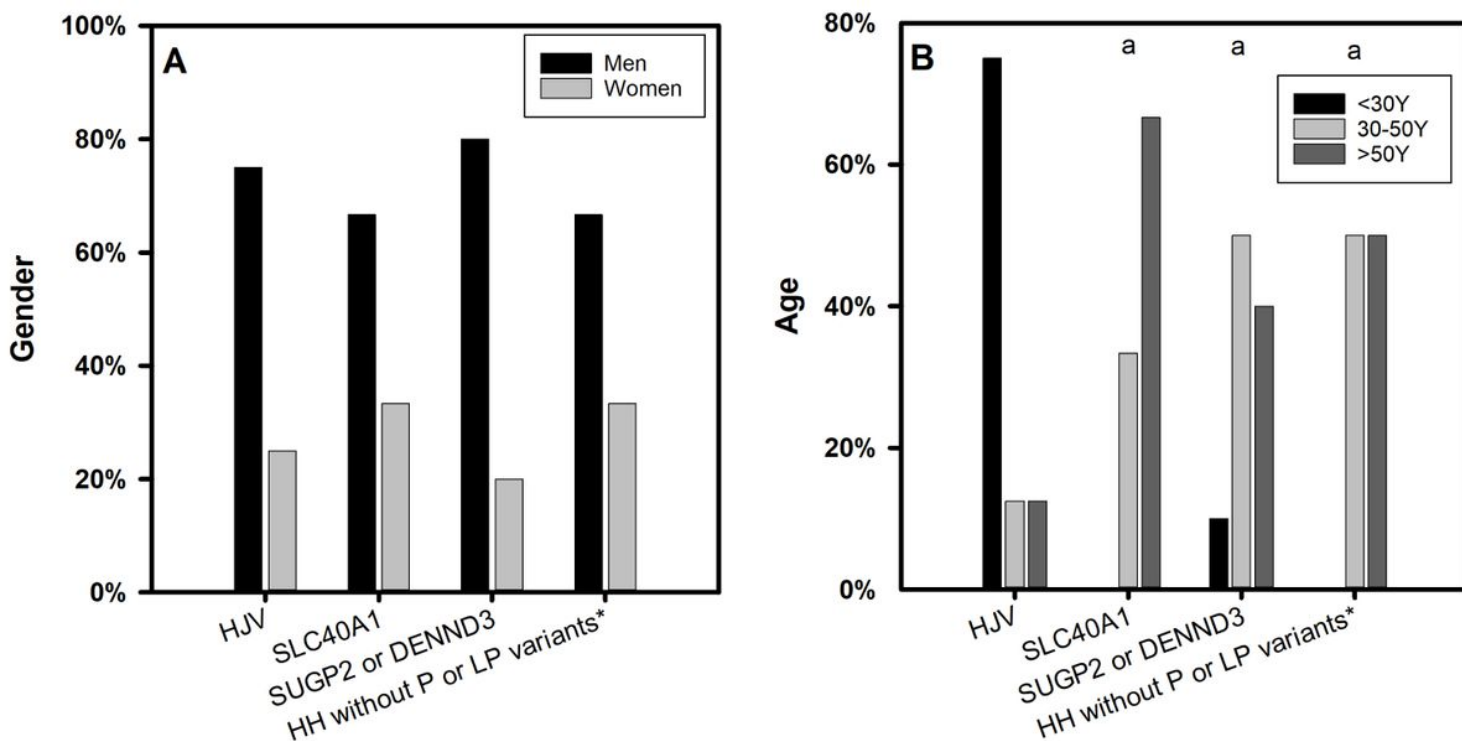 A
Men
Women
100%
80%
60%
40%
20%
0%
Gender
HJV
SLC40A1
SUGP2 or DENND3
HH without P or LP variants*
B
a
a
a
<30Y
30-50Y
>50Y
80%
60%
40%
20%
0%
Age
HJV
SLC40A1
SUGP2 or DENND3
HH without P or LP variants*